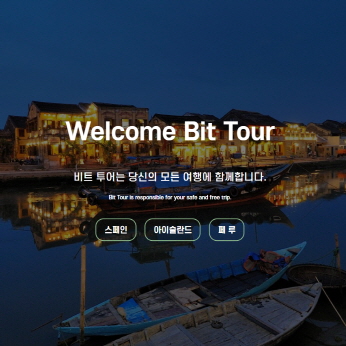 Welcome Bit Tour
비트 투어는 당신의 모든 여행에 함께합니다.
Bit Tour is responsible for your safe and free trip.
스페인 아이슬란드 페 루